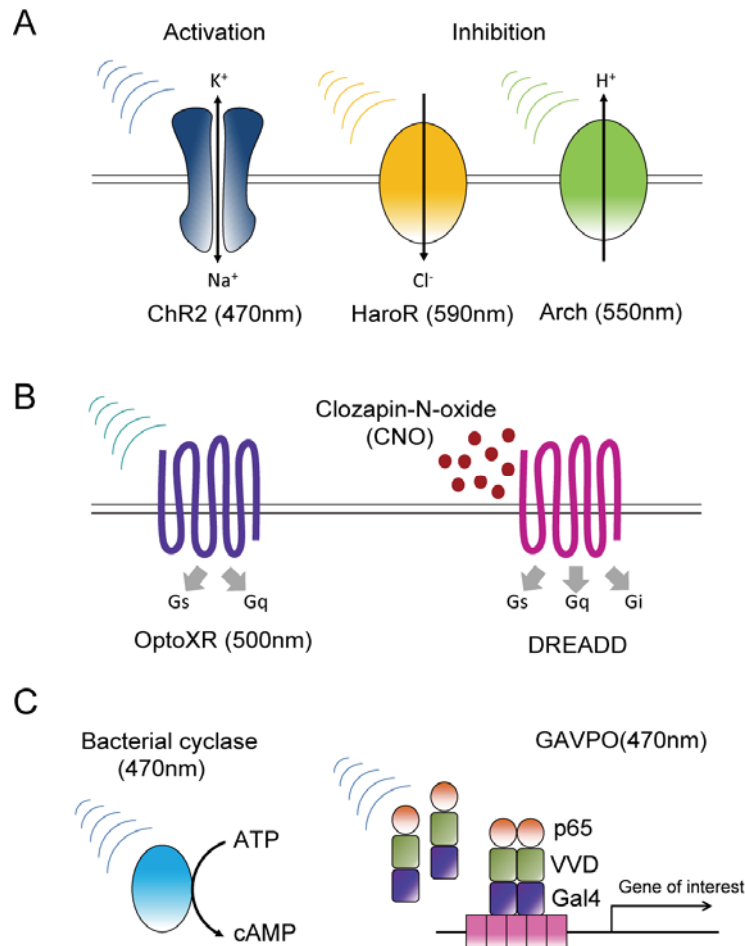 A
Activation
Inhibition
K⁺
H⁺
Na⁺
Cl⁻
ChR2 (470nm)
HaroR (590nm)
Arch (550nm)
B
Clozapin-N-oxide
(CNO)
Gs
Gq
Gs
Gq
Gi
OptoXR (500nm)
DREADD
C
Bacterial cyclase
(470nm)
ATP
cAMP
GAVPO(470nm)
p65
VVD
Gal4
Gene of interest